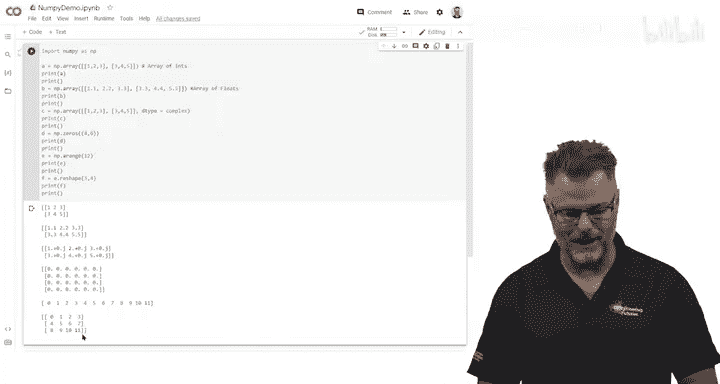 NumpyDemo.ipynb
File Edit View Insert Runtime Tools Help All changes saved
Comment Share
+ Code + Text
RAM
Disk
Editing
bilibili
import numpy as np
a = np.array([[1,2,3], [3,4,5]]) # Array of ints
print(a)
print()
b = np.array([[1.1, 2.2, 3.3], [3.3, 4.4, 5.5]]) #Array of Floats
print(b)
print()
c = np.array([[1,2,3], [3,4,5]], dtype = complex)
print(c)
print()
d = np.zeros((4,6))
print(d)
print()
e = np.arange(12)
print(e)
print()
f = e.reshape(3,4)
print(f)
print()
[[1 2 3]
[3 4 5]]
[[1.1 2.2 3.3]
[3.3 4.4 5.5]]
[[1.+0.j 2.+0.j 3.+0.j]
[3.+0.j 4.+0.j 5.+0.j]]
[[0. 0. 0. 0. 0. 0.]
[0. 0. 0. 0. 0. 0.]
[0. 0. 0. 0. 0. 0.]
[0. 0. 0. 0. 0. 0.]]
[ 0 1 2 3 4 5 6 7 8 9 10 11]
[[ 0 1 2 3]
[ 4 5 6 7]
[ 8 9 10 11]]